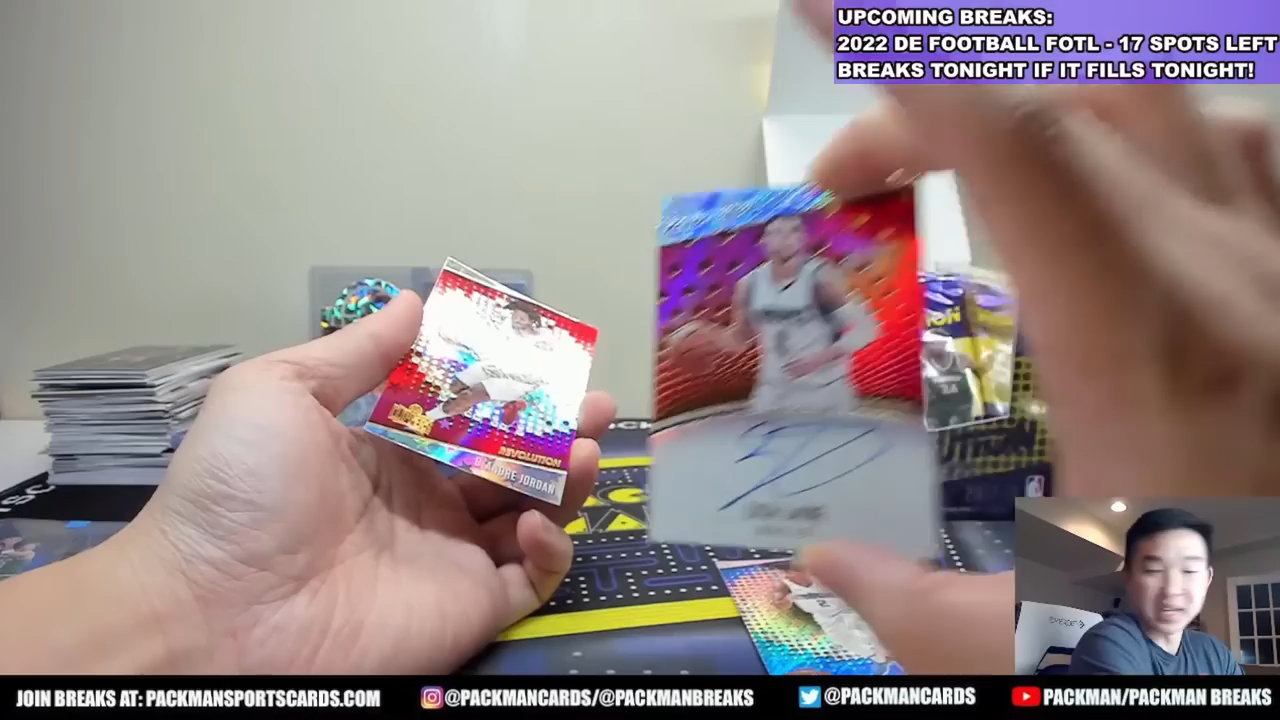 UPCOMING BREAKS:
2022 DE FOOTBALL FOTL - 17 SPOTS LEFT
BREAKS TONIGHT IF IT FILLS TONIGHT!
REVOLUTION
DEANDRE JORDAN
JOIN BREAKS AT: PACKMANSPORTSCARDS.COM
@PACKMANCARDS/@PACKMANBREAKS
@PACKMANCARDS
PACKMAN/PACKMAN BREAKS